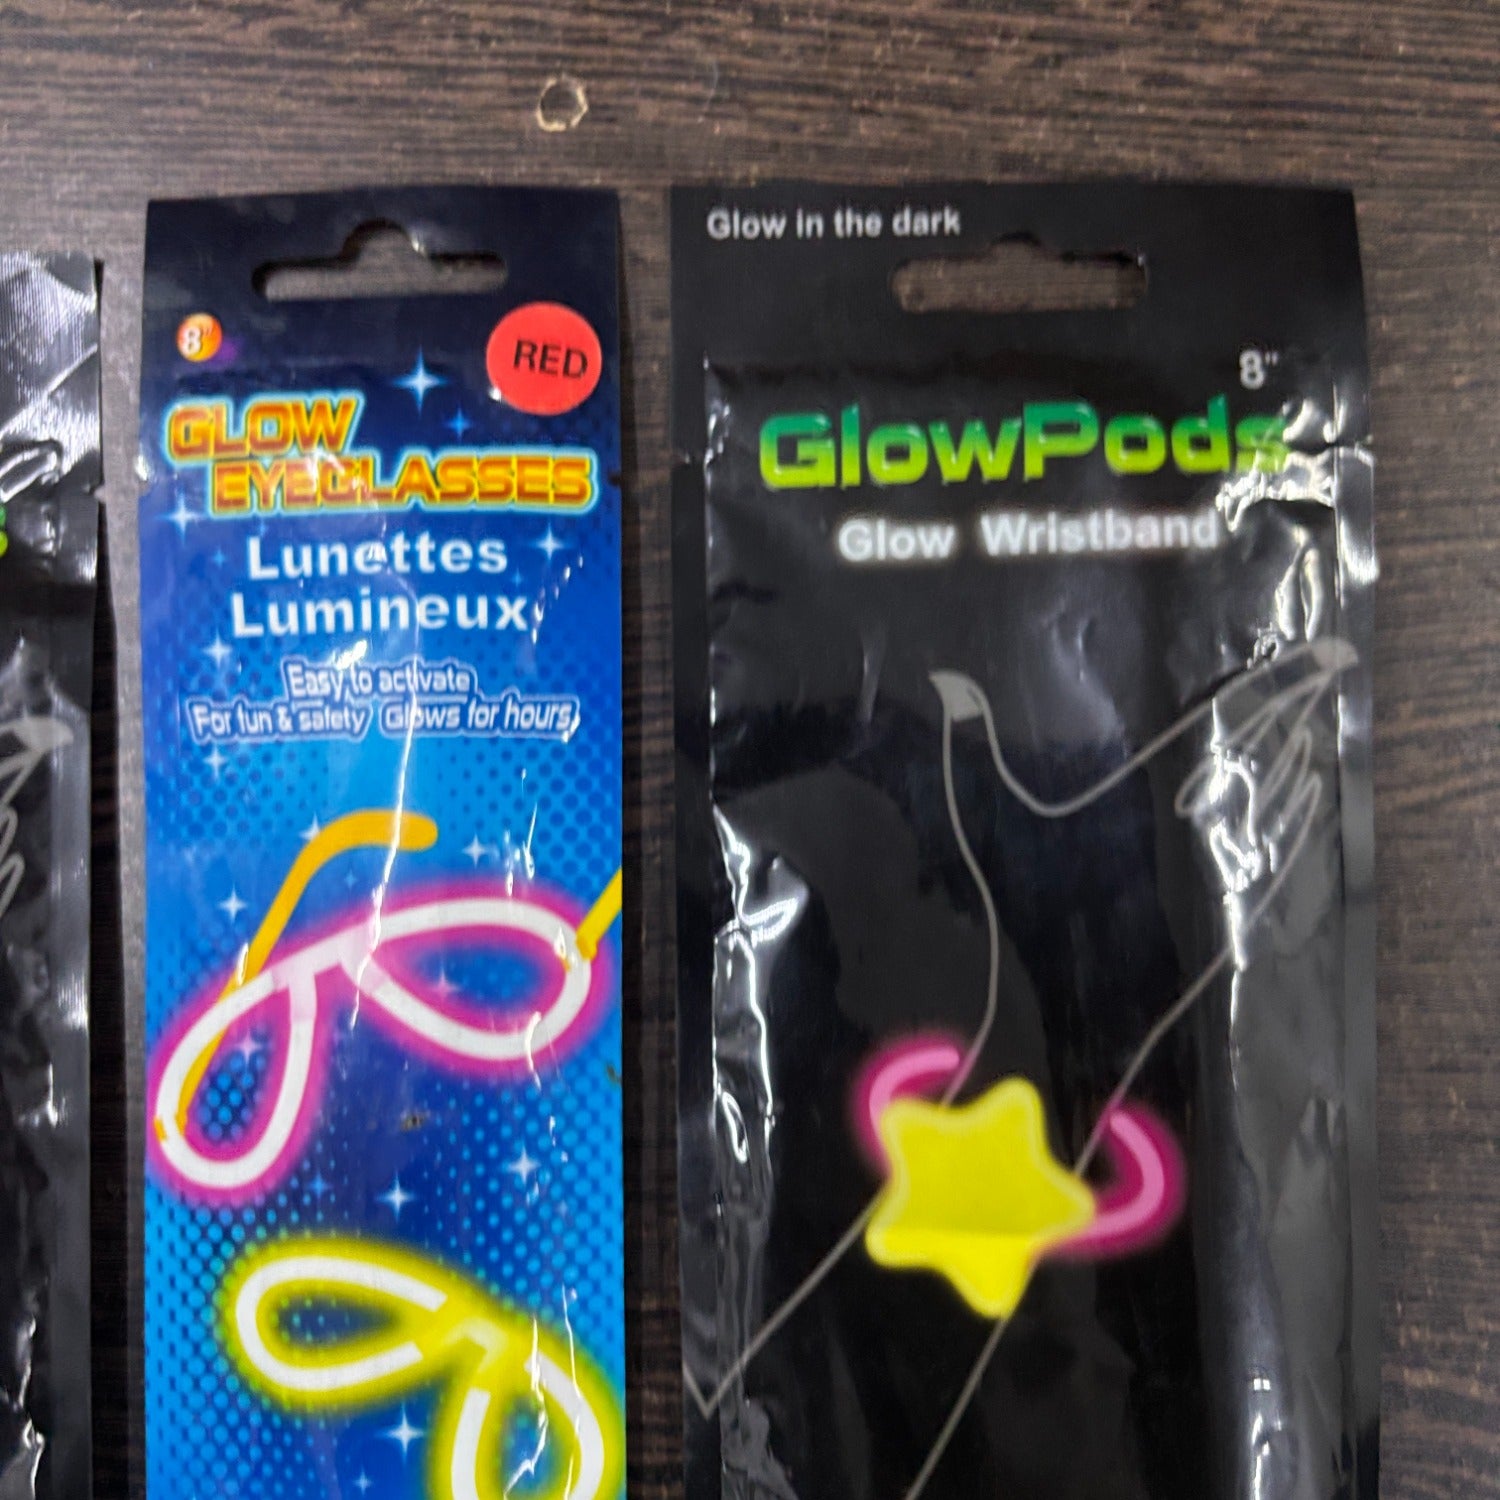 8"
RED
GLOW
EYEGLASSES
Lunettes
Lumineux
Easy to activate
For fun & safety Glows for hours
Glow in the dark
8"
GlowPods
Glow Wristband